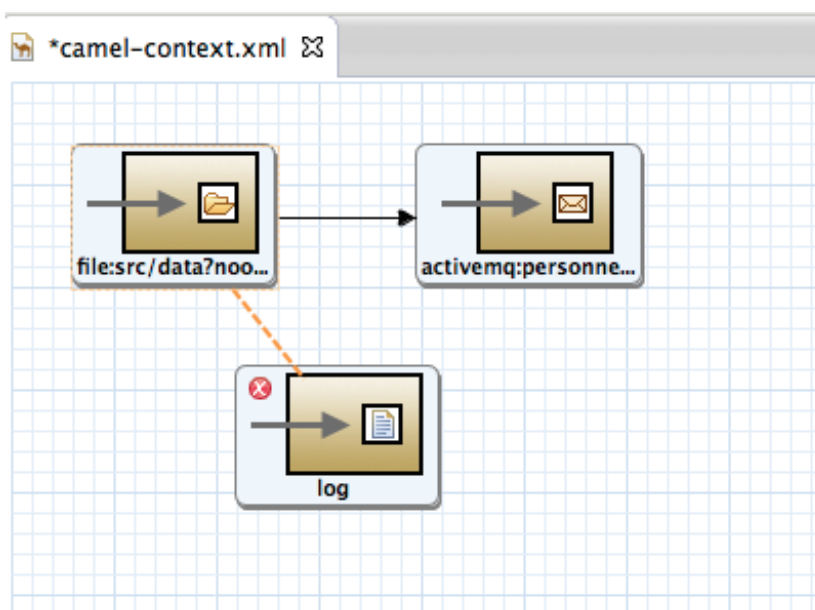 *camel-context.xml
file:src/data?noo...
activemq:personne...
log